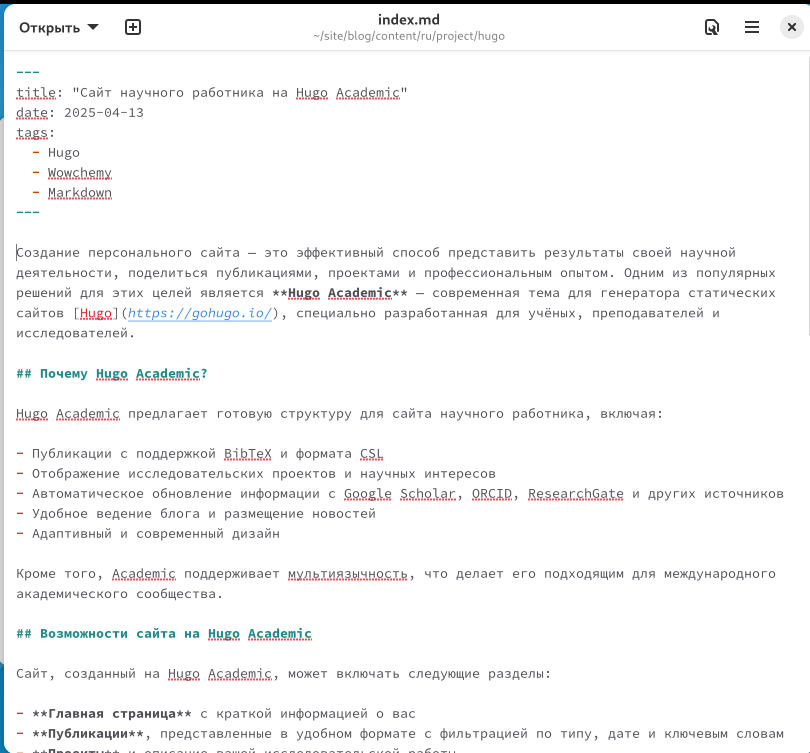 Открыть
index.md
~/site/blog/content/ru/project/hugo
---
title: "Сайт научного работника на Hugo Academic"
date: 2025-04-13
tags:
  - Hugo
  - Wowchemy
  - Markdown
---
Создание персонального сайта — это эффективный способ представить результаты своей научной
деятельности, поделиться публикациями, проектами и профессиональным опытом. Одним из популярных
решений для этих целей является **Hugo Academic** — современная тема для генератора статических
сайтов [Hugo](https://gohugo.io/), специально разработанная для учёных, преподавателей и
исследователей.
## Почему Hugo Academic?
Hugo Academic предлагает готовую структуру для сайта научного работника, включая:
- Публикации с поддержкой BibTeX и формата CSL
- Отображение исследовательских проектов и научных интересов
- Автоматическое обновление информации с Google Scholar, ORCID, ResearchGate и других источников
- Удобное ведение блога и размещение новостей
- Адаптивный и современный дизайн
Кроме того, Academic поддерживает мультиязычность, что делает его подходящим для международного
академического сообщества.
## Возможности сайта на Hugo Academic
Сайт, созданный на Hugo Academic, может включать следующие разделы:
- **Главная страница** с краткой информацией о вас
- **Публикации**, представленные в удобном формате с фильтрацией по типу, дате и ключевым словам
- **Проекты** и описание вашей исследовательской работы